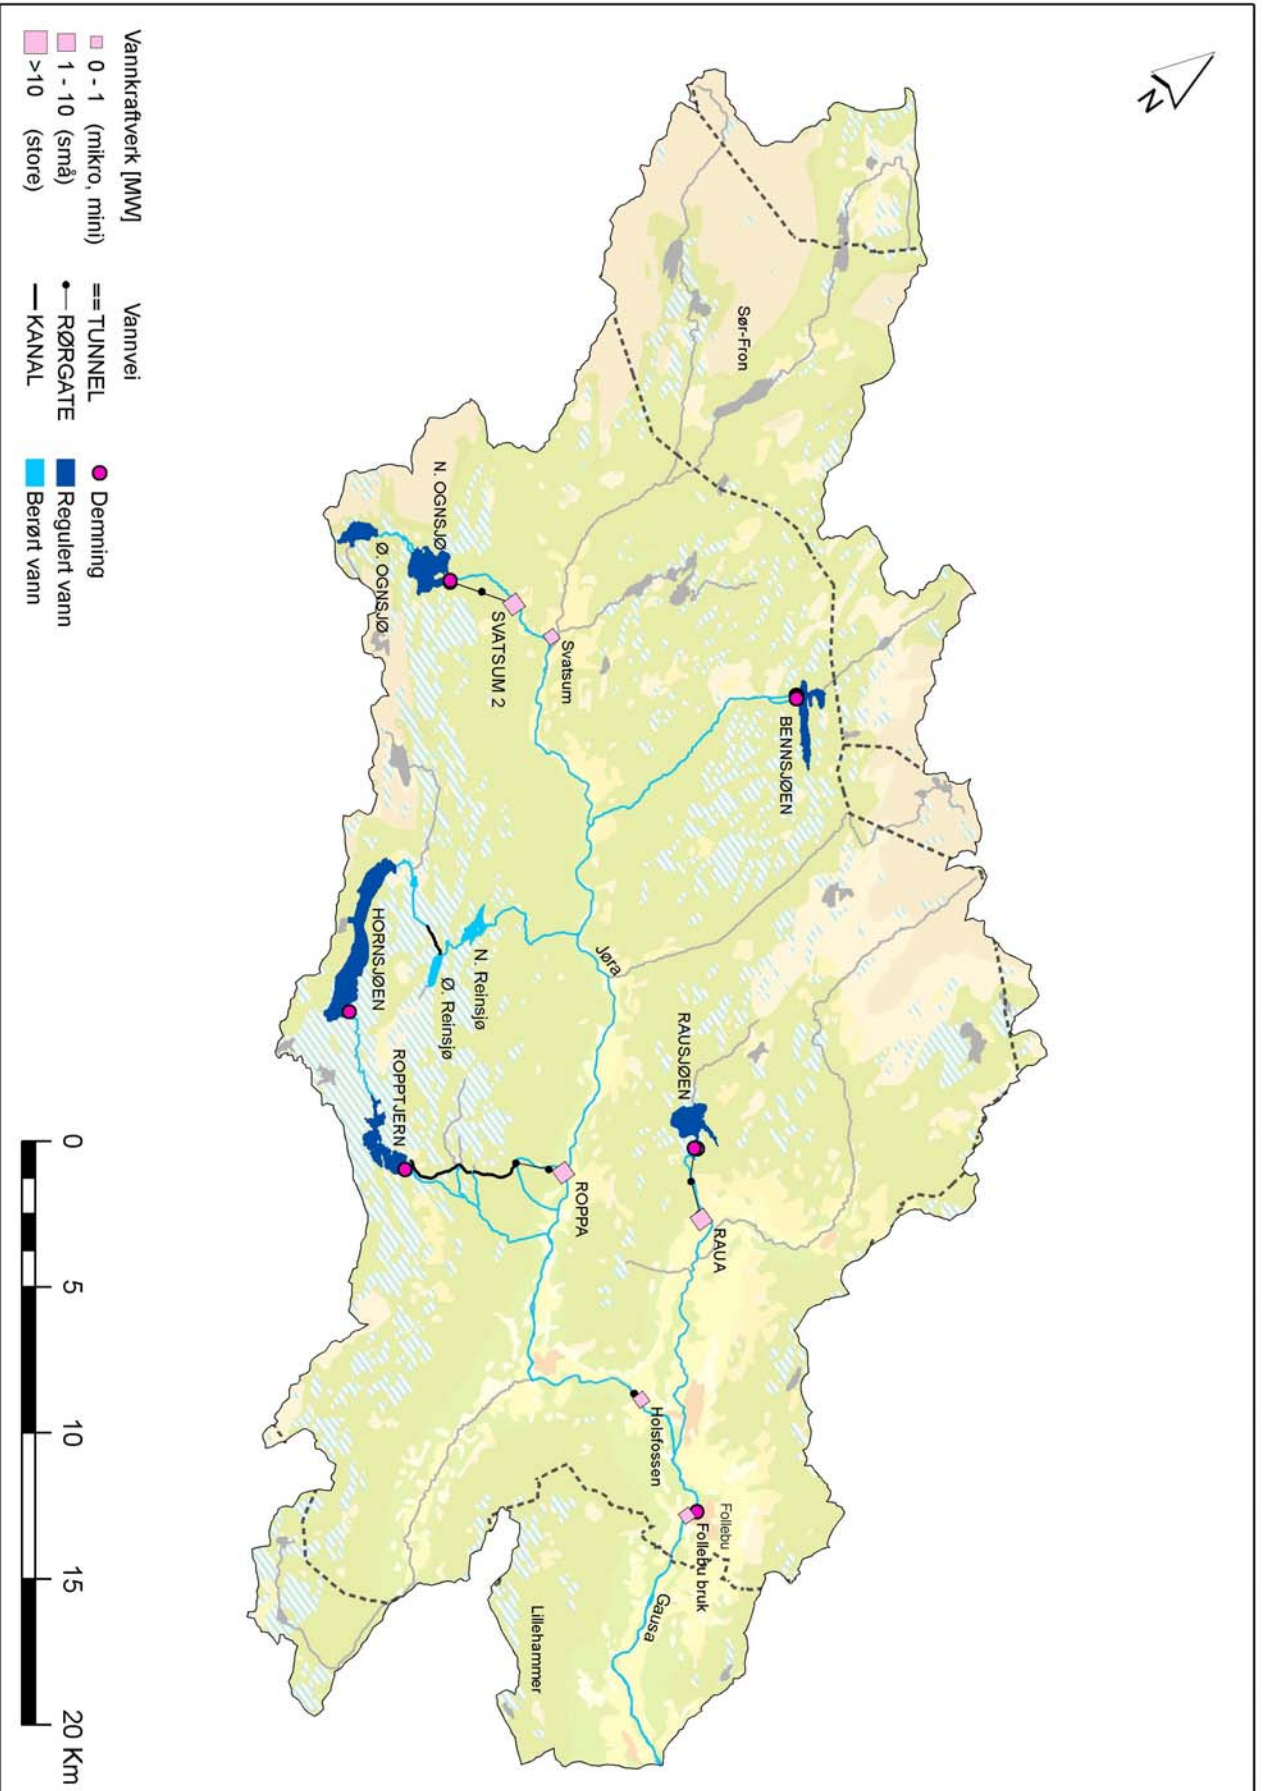 N
Sør-Fron
N. OGNSJØ
Ø. OGNSJØ
SVATSUM 2
Svatsum
BENNSJØEN
HORNSJØEN
N. Reinsjø
Ø. Reinsjø
Jøra
RAUSJØEN
ROPPTJERN
ROPPA
RAUA
Holsfossen
Follebu
Follebu bruk
Gausa
Lillehammer
Vannkraftverk [MW]
0 - 1 (mikro, mini)
1 - 10 (små)
>10 (store)
Vannvei
TUNNEL
RØRGATE
KANAL
Demning
Regulert vann
Berørt vann
0 5 10 15 20 Km